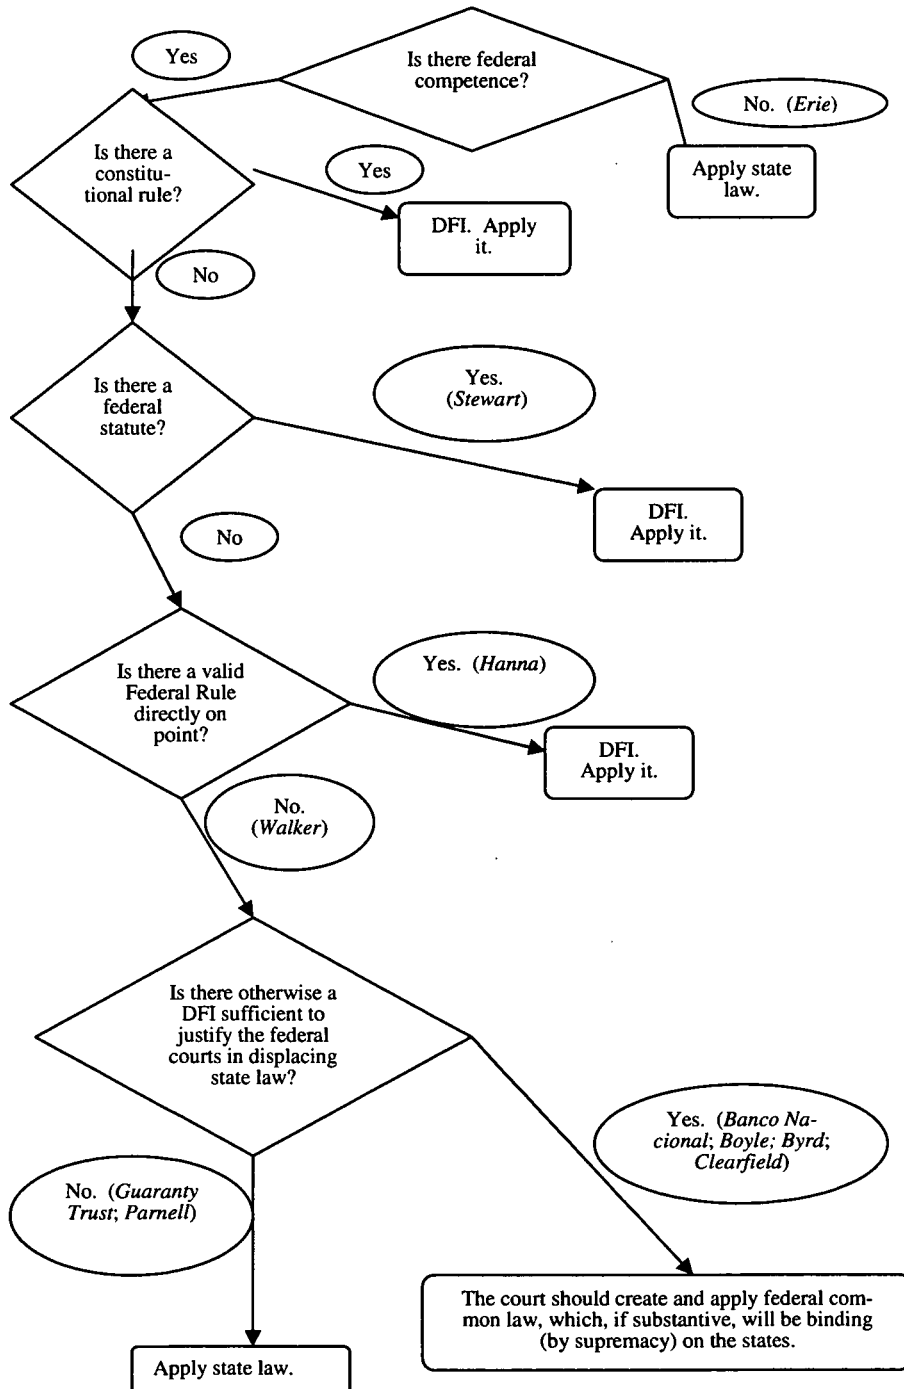 Is there federal
competence?
Yes
No. (Erie)
Apply state
law.
Is there a
constitu-
tional rule?
Yes
DFI. Apply
it.
No
Is there a
federal
statute?
Yes.
(Stewart)
DFI.
Apply it.
No
Is there a valid
Federal Rule
directly on
point?
Yes. (Hanna)
DFI.
Apply it.
No.
(Walker)
Is there otherwise a
DFI sufficient to
justify the federal
courts in displacing
state law?
Yes. (Banco Na-
cional; Boyle; Byrd;
Clearfield)
No. (Guaranty
Trust; Parnell)
The court should create and apply federal com-
mon law, which, if substantive, will be binding
(by supremacy) on the states.
Apply state law.